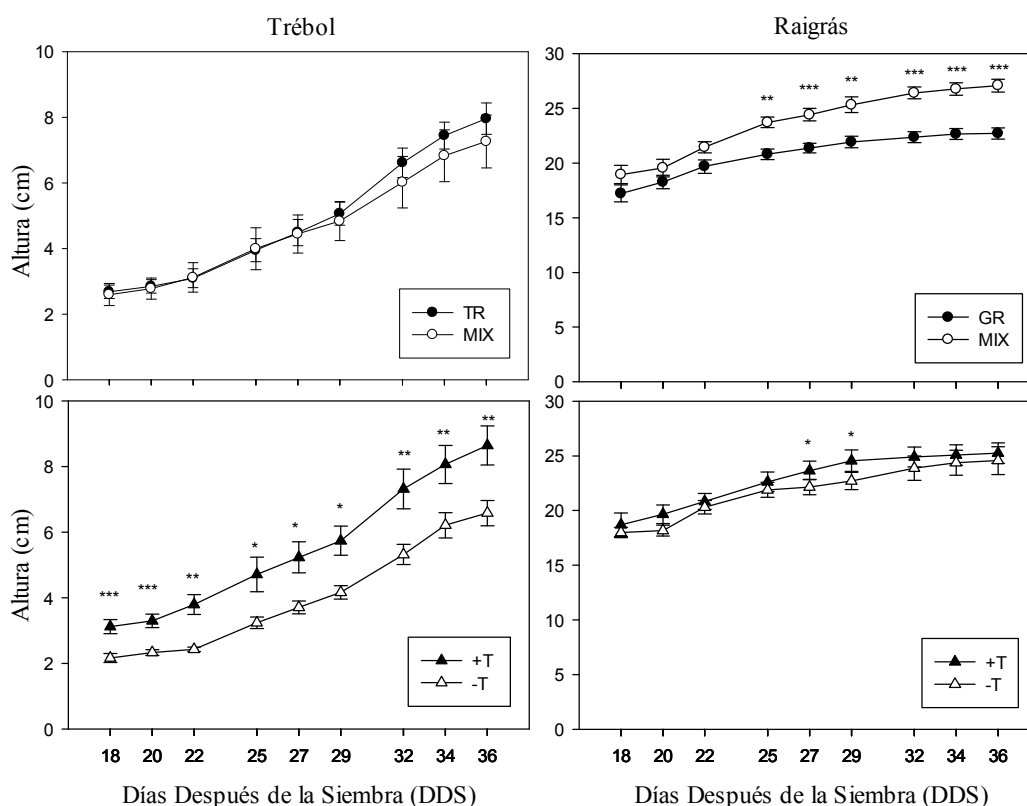 Trébol
Raigrás
10
8
6
4
2
0
Altura (cm)
TR
MIX
30
25
20
15
10
5
0
** *** ** *** *** ***
GR
MIX
10
8
6
4
2
0
Altura (cm)
*** *** ** * * * ** ** **
+T
-T
18 20 22 25 27 29 32 34 36
Días Después de la Siembra (DDS)
30
25
20
15
10
5
0
* *
+T
-T
18 20 22 25 27 29 32 34 36
Días Después de la Siembra (DDS)